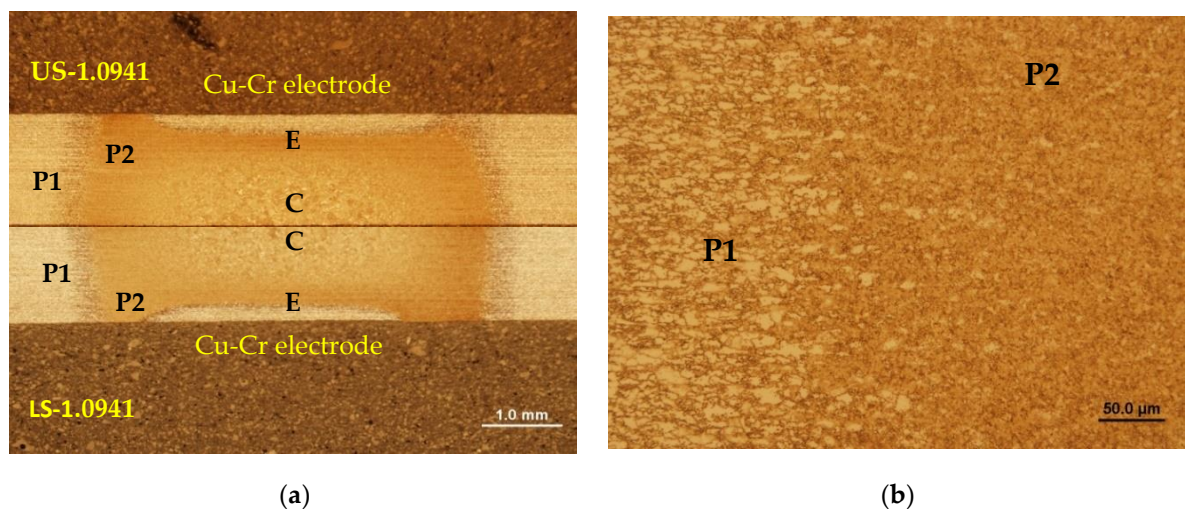 US-1.0941
Cu-Cr electrode
E
P2
P1
C
C
P1
P2
E
Cu-Cr electrode
LS-1.0941
1.0 mm
(a)
P2
P1
50.0 µm
(b)